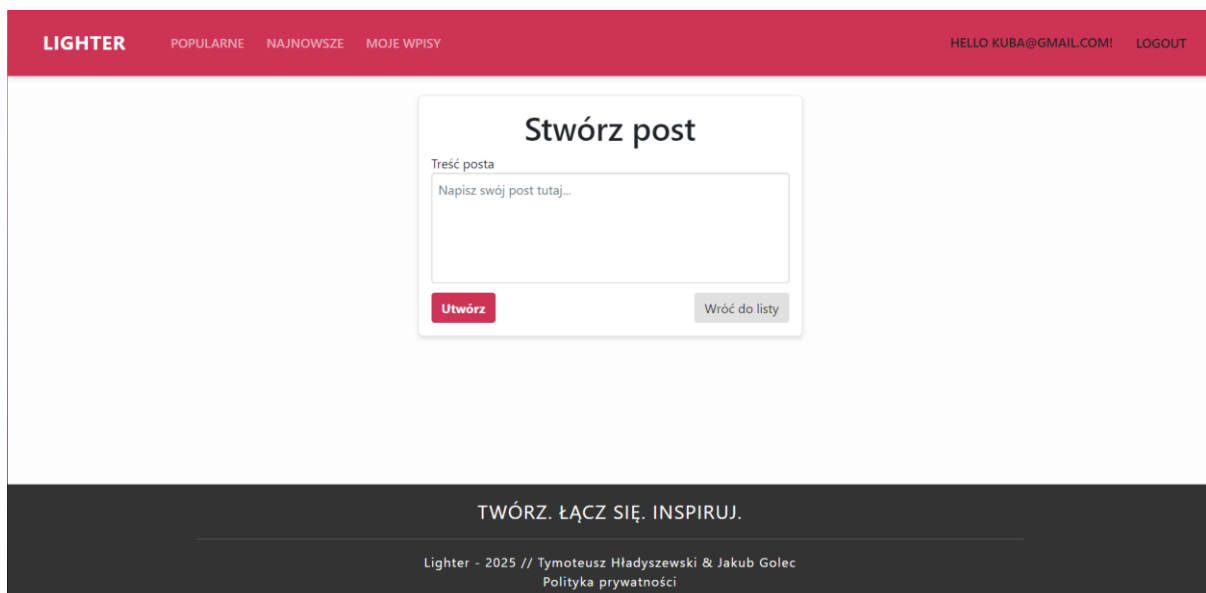 LIGHTER POPULARNE NAJNOWSZE MOJE WPISY HELLO KUBA@GMAIL.COM! LOGOUT
Stwórz post
Treść posta
Napisz swój post tutaj...
Utwórz Wróć do listy
TWÓRZ. ŁĄCZ SIĘ. INSPIRUJ.
Lighter - 2025 // Tymoteusz Hładyszewski & Jakub Golec
Polityka prywatności